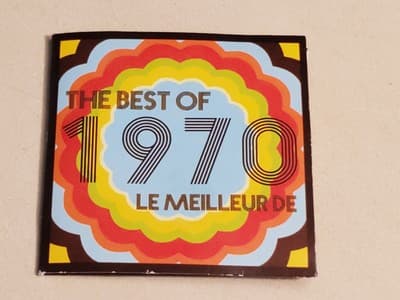 THE BEST OF
1970
LE MEILLEUR DE